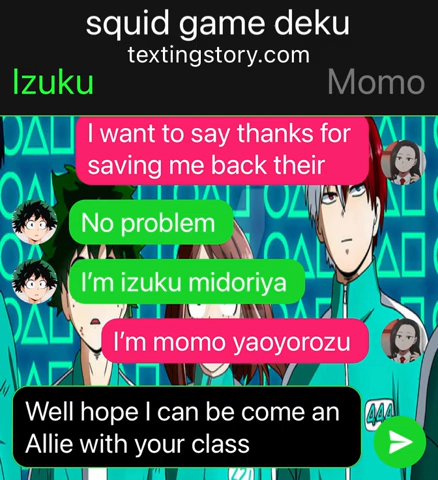 squid game deku
textingstory.com
Izuku
Momo
I want to say thanks for
saving me back their
No problem
I'm izuku midoriya
I'm momo yaoyorozu
Well hope I can be come an
Allie with your class